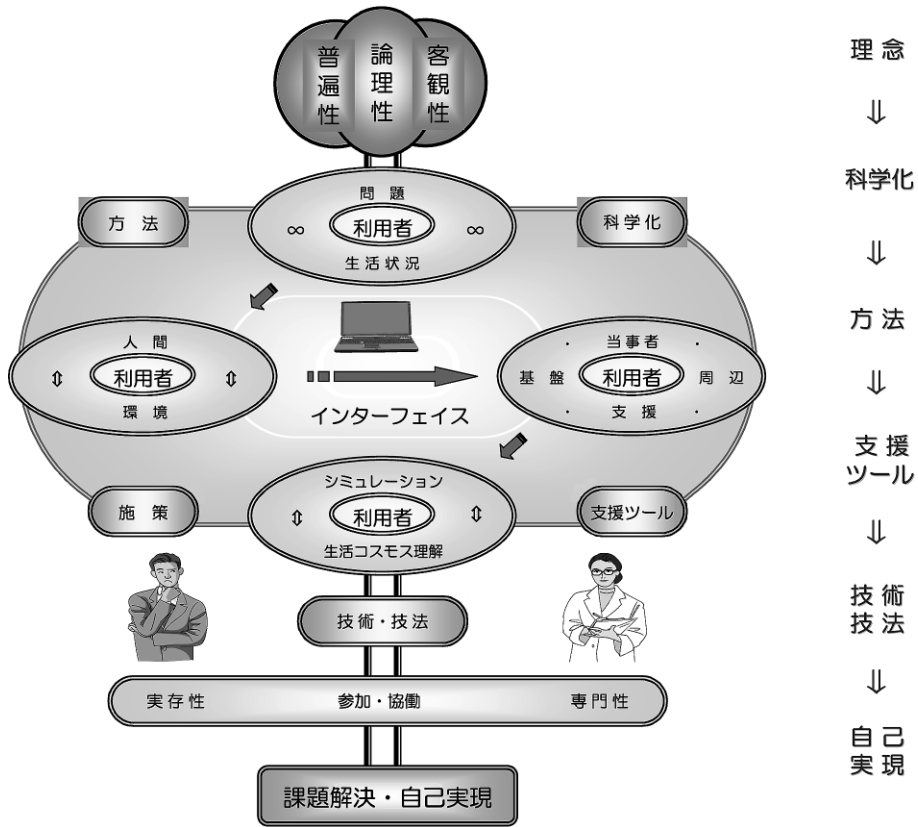 普遍性
論理性
客観性
問題
∞ 利用者 ∞
生活状況
方法
科学化
人間
⇕ 利用者 ⇕
環境
インターフェイス
・ 当事者 ・
基盤 利用者 周辺
・ 支援 ・
施策
シミュレーション
⇕ 利用者 ⇕
生活コスモス理解
支援ツール
技術・技法
実存性 参加・協働 専門性
課題解決・自己実現
理念
⇓
科学化
⇓
方法
⇓
支援
ツール
⇓
技術
技法
⇓
自己
実現